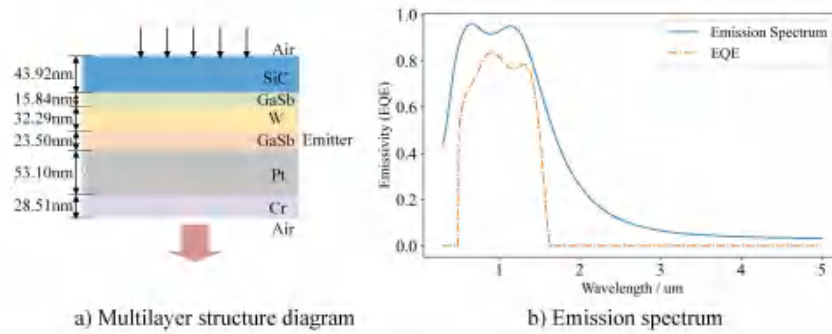 Air
43.92nm
SiC
15.84nm
GaSb
32.29nm
W
23.50nm
GaSb Emitter
53.10nm
Pt
28.51nm
Cr
Air
a) Multilayer structure diagram
1.0
0.8
0.6
0.4
0.2
0.0
Emissivity (EQE)
Emission Spectrum
EQE
1 2 3 4 5
Wavelength / um
b) Emission spectrum